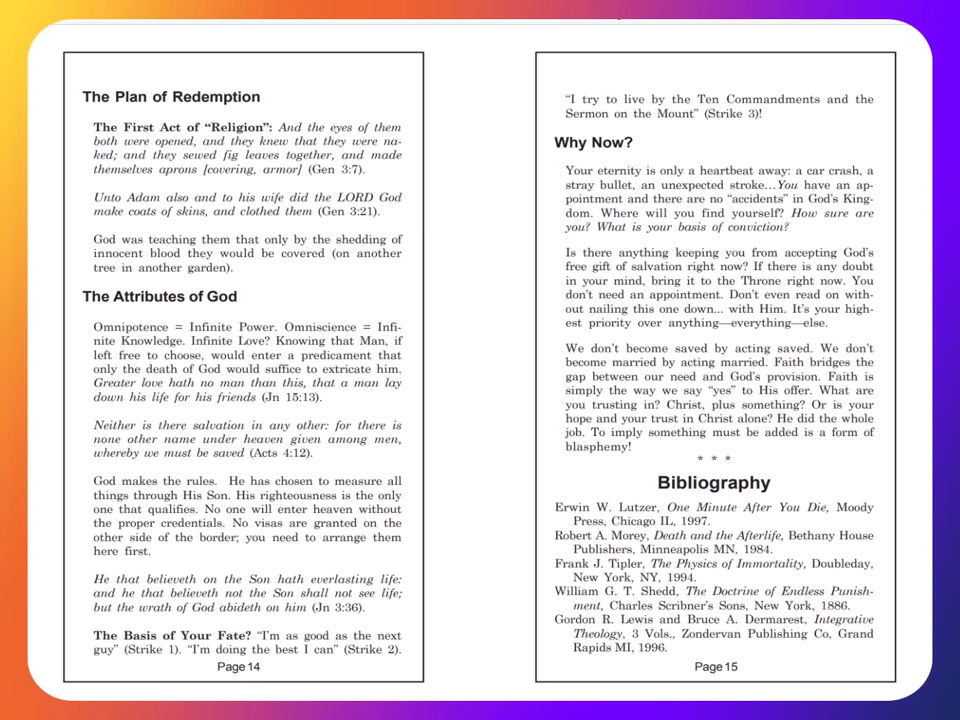 The Plan of Redemption
The First Act of “Religion”: And the eyes of them
both were opened, and they knew that they were na-
ked; and they sewed fig leaves together, and made
themselves aprons [covering, armor] (Gen 3:7).
Unto Adam also and to his wife did the LORD God
make coats of skins, and clothed them (Gen 3:21).
God was teaching them that only by the shedding of
innocent blood they would be covered (on another
tree in another garden).
The Attributes of God
Omnipotence = Infinite Power. Omniscience = Infi-
nite Knowledge. Infinite Love? Knowing that Man, if
left free to choose, would enter a predicament that
only the death of God would suffice to extricate him.
Greater love hath no man than this, that a man lay
down his life for his friends (Jn 15:13).
Neither is there salvation in any other: for there is
none other name under heaven given among men,
whereby we must be saved (Acts 4:12).
God makes the rules. He has chosen to measure all
things through His Son. His righteousness is the only
one that qualifies. No one will enter heaven without
the proper credentials. No visas are granted on the
other side of the border; you need to arrange them
here first.
He that believeth on the Son hath everlasting life:
and he that believeth not the Son shall not see life;
but the wrath of God abideth on him (Jn 3:36).
The Basis of Your Fate? “I’m as good as the next
guy” (Strike 1). “I’m doing the best I can” (Strike 2).
Page 14
“I try to live by the Ten Commandments and the
Sermon on the Mount” (Strike 3)!
Why Now?
Your eternity is only a heartbeat away: a car crash, a
stray bullet, an unexpected stroke…You have an ap-
pointment and there are no “accidents” in God’s King-
dom. Where will you find yourself? How sure are
you? What is your basis of conviction?
Is there anything keeping you from accepting God’s
free gift of salvation right now? If there is any doubt
in your mind, bring it to the Throne right now. You
don’t need an appointment. Don’t even read on with-
out nailing this one down... with Him. It’s your high-
est priority over anything—everything—else.
We don’t become saved by acting saved. We don’t
become married by acting married. Faith bridges the
gap between our need and God’s provision. Faith is
simply the way we say “yes” to His offer. What are
you trusting in? Christ, plus something? Or is your
hope and your trust in Christ alone? He did the whole
job. To imply something must be added is a form of
blasphemy!
* * *
Bibliography
Erwin W. Lutzer, One Minute After You Die, Moody
Press, Chicago IL, 1997.
Robert A. Morey, Death and the Afterlife, Bethany House
Publishers, Minneapolis MN, 1984.
Frank J. Tipler, The Physics of Immortality, Doubleday,
New York, NY, 1994.
William G. T. Shedd, The Doctrine of Endless Punish-
ment, Charles Scribner’s Sons, New York, 1886.
Gordon R. Lewis and Bruce A. Demarest, Integrative
Theology, 3 Vols., Zondervan Publishing Co, Grand
Rapids MI, 1996.
Page 15